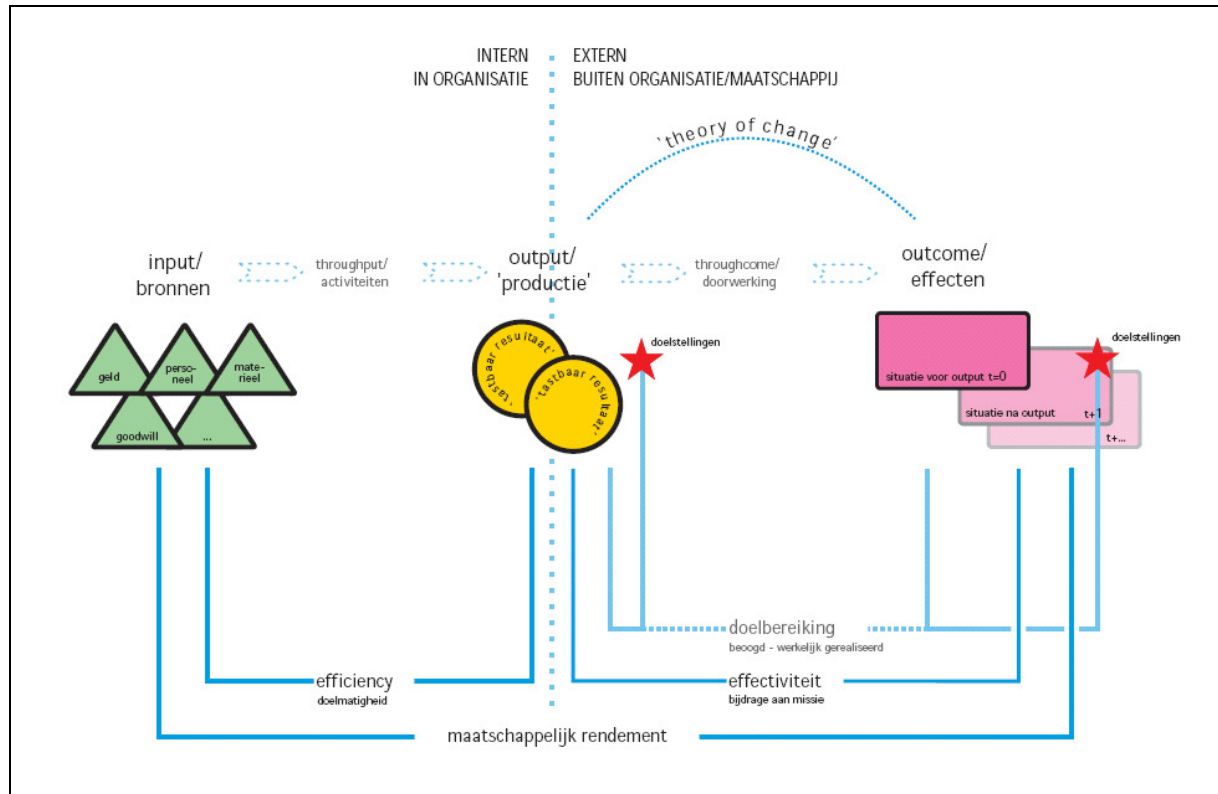 INTERN
IN ORGANISATIE
EXTERN
BUITEN ORGANISATIE/MAATSCHAPPIJ
'theory of change'
input/
bronnen
throughput/
activiteiten
output/
'productie'
throughcome/
doorwerking
outcome/
effecten
geld
perso-
neel
mate-
rieel
goodwill
...
'tastbaar resultaat'
'tastbaar resultaat'
doelstellingen
situatie voor output t=0
situatie na output t+1
t+...
doelstellingen
doelbereiking
beoogd - werkelijk gerealiseerd
efficiency
doelmatigheid
effectiviteit
bijdrage aan missie
maatschappelijk rendement